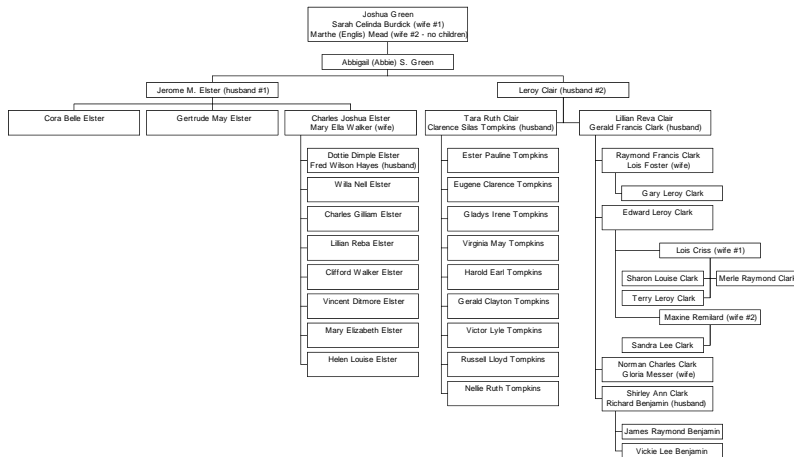 Joshua Green
Sarah Celinda Burdick (wife #1)
Marthe (Englis) Mead (wife #2 - no children)
Abbigail (Abbie) S. Green
Jerome M. Elster (husband #1)
Leroy Clair (husband #2)
Cora Belle Elster
Gertrude May Elster
Charles Joshua Elster
Mary Ella Walker (wife)
Dottie Dimple Elster
Fred Wilson Hayes (husband)
Willa Nell Elster
Charles Gilliam Elster
Lillian Reba Elster
Clifford Walker Elster
Vincent Ditmore Elster
Mary Elizabeth Elster
Helen Louise Elster
Tara Ruth Clair
Clarence Silas Tompkins (husband)
Ester Pauline Tompkins
Eugene Clarence Tompkins
Gladys Irene Tompkins
Virginia May Tompkins
Harold Earl Tompkins
Gerald Clayton Tompkins
Victor Lyle Tompkins
Russell Lloyd Tompkins
Nellie Ruth Tompkins
Lillian Reva Clair
Gerald Francis Clark (husband)
Raymond Francis Clark
Lois Foster (wife)
Gary Leroy Clark
Edward Leroy Clark
Lois Criss (wife #1)
Sharon Louise Clark
Merle Raymond Clark
Terry Leroy Clark
Maxine Remilard (wife #2)
Sandra Lee Clark
Norman Charles Clark
Gloria Messer (wife)
Shirley Ann Clark
Richard Benjamin (husband)
James Raymond Benjamin
Vickie Lee Benjamin